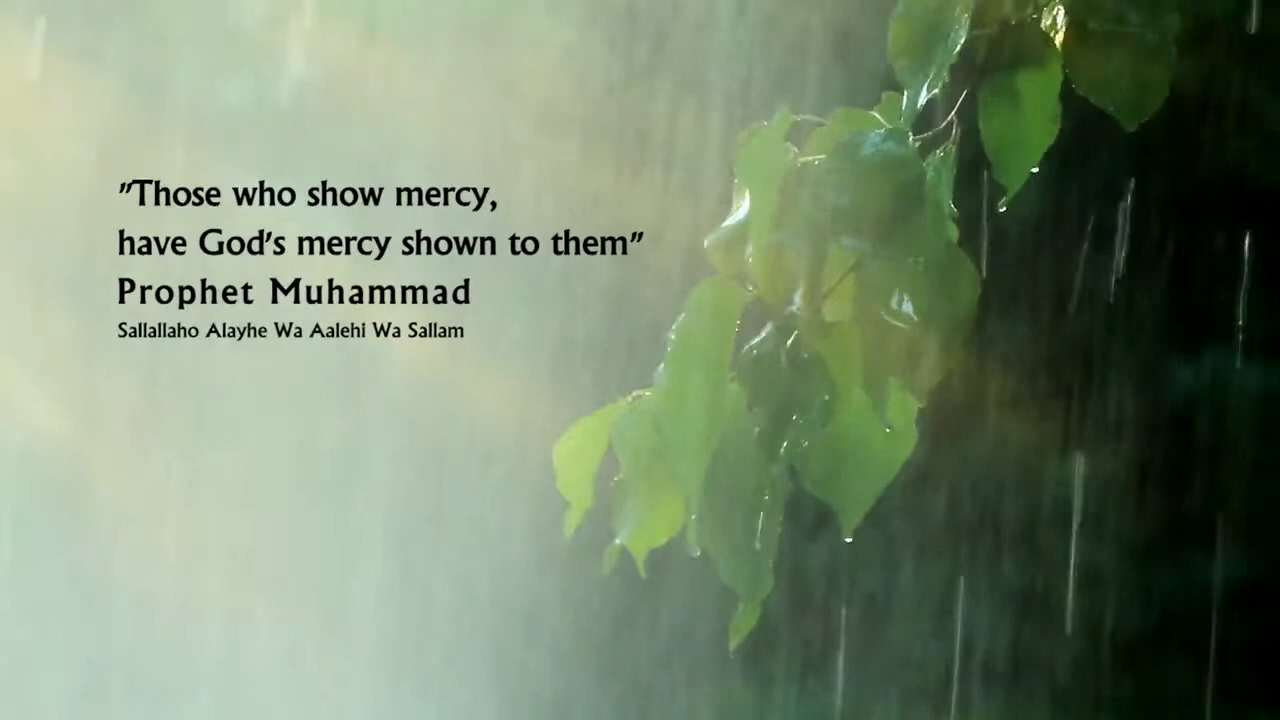 "Those who show mercy,
have God's mercy shown to them"
Prophet Muhammad
Sallallaho Alayhe Wa Aalehi Wa Sallam